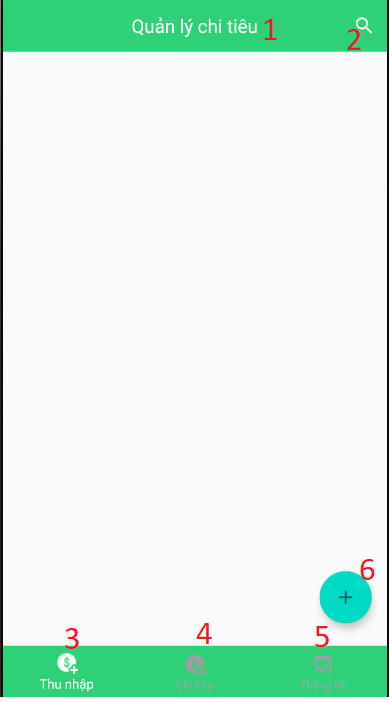 Quản lý chi tiêu 1
2
6
+
3 4 5
$ $
Thu nhập Chi tiêu Thống kê